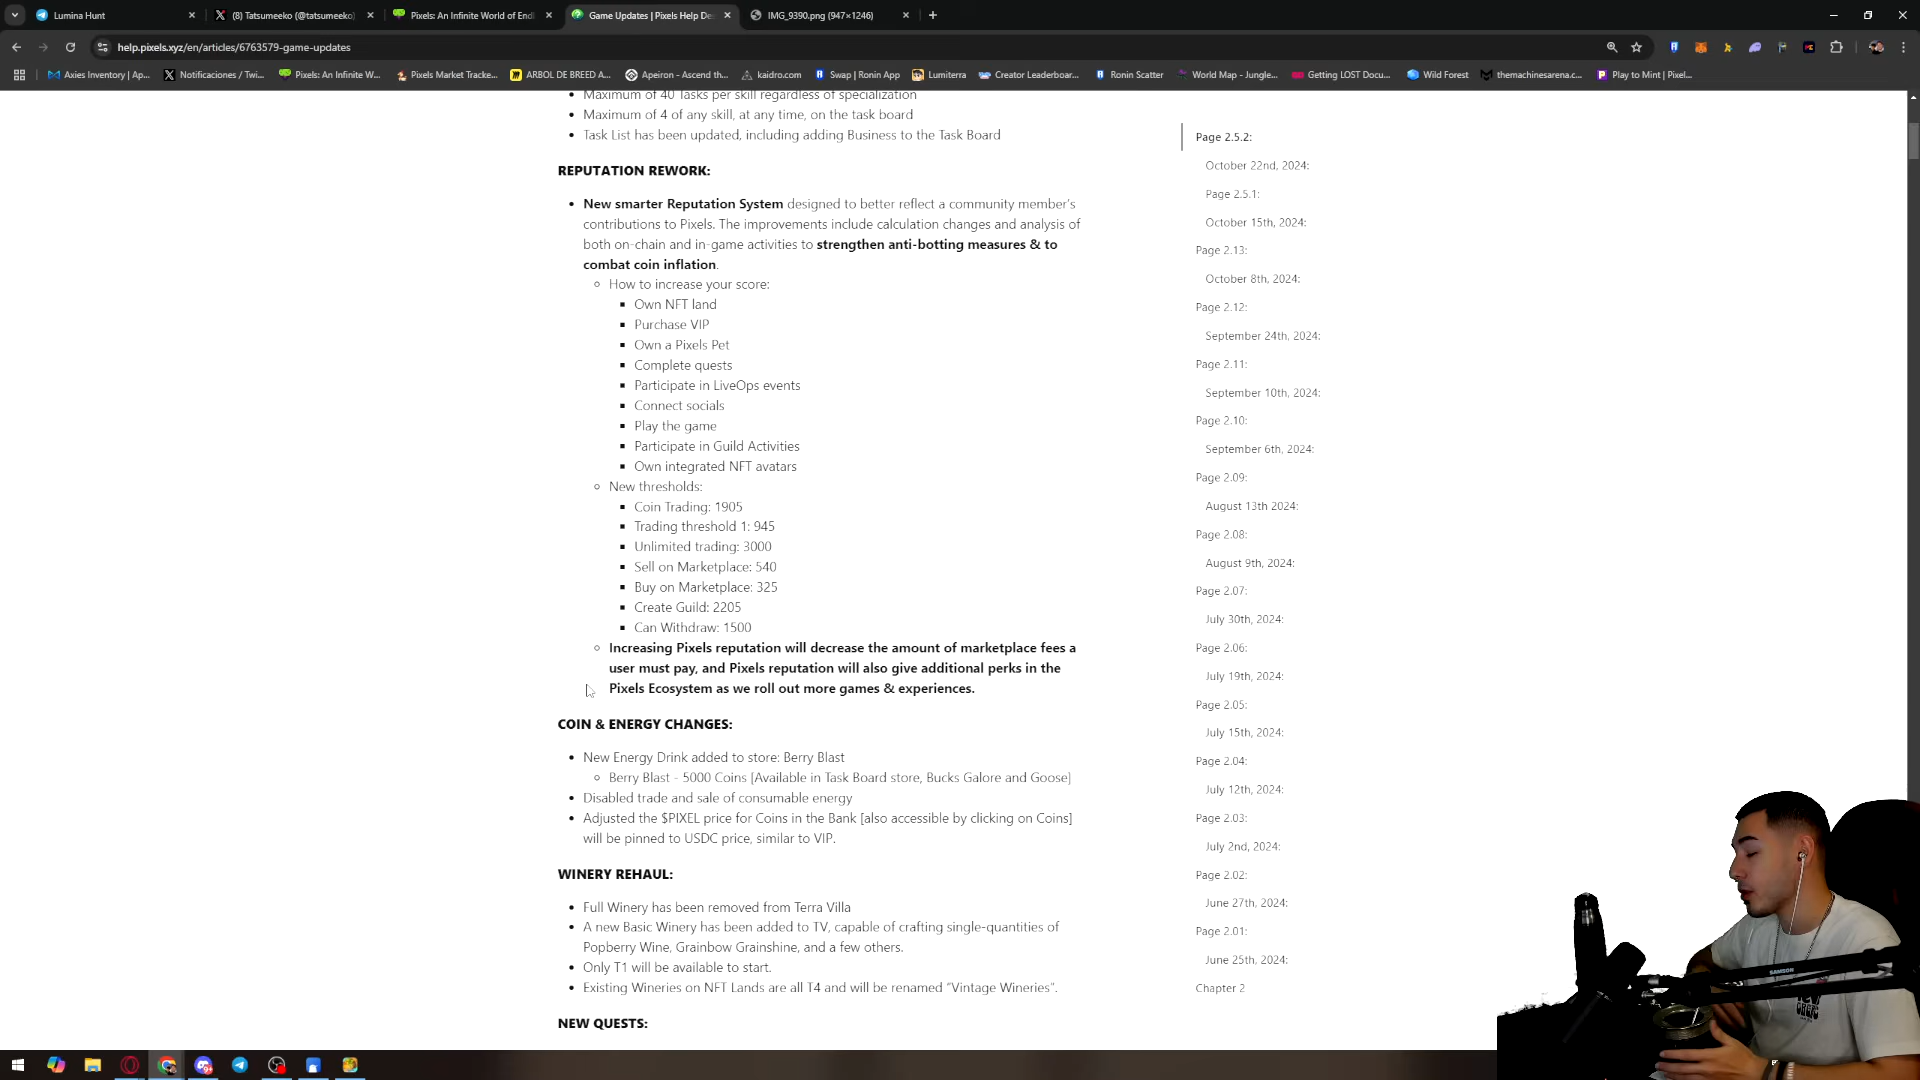 Lumina Hunt
(8) Tatsumeeko (@tatsumeeko)
Pixels: An Infinite World of Endl
Game Updates | Pixels Help De
IMG_9390.png (947×1246)
help.pixels.xyz/en/articles/6763579-game-updates
Axies Inventory | Ap...
Notificaciones / Twi...
Pixels: An Infinite W...
Pixels Market Tracke...
ARBOL DE BREED A...
Apeiron - Ascend th...
kaidro.com
Swap | Ronin App
Lumiterra
Creator Leaderboar...
Ronin Scatter
World Map - Jungle...
Getting LOST Docu...
Wild Forest
themachinesarena.c...
Play to Mint | Pixel...
Maximum of 40 Tasks per skill regardless of specialization
Maximum of 4 of any skill, at any time, on the task board
Task List has been updated, including adding Business to the Task Board
REPUTATION REWORK:
New smarter Reputation System designed to better reflect a community member's
contributions to Pixels. The improvements include calculation changes and analysis of
both on-chain and in-game activities to strengthen anti-botting measures & to
combat coin inflation.
How to increase your score:
Own NFT land
Purchase VIP
Own a Pixels Pet
Complete quests
Participate in LiveOps events
Connect socials
Play the game
Participate in Guild Activities
Own integrated NFT avatars
New thresholds:
Coin Trading: 1905
Trading threshold 1: 945
Unlimited trading: 3000
Sell on Marketplace: 540
Buy on Marketplace: 325
Create Guild: 2205
Can Withdraw: 1500
Increasing Pixels reputation will decrease the amount of marketplace fees a
user must pay, and Pixels reputation will also give additional perks in the
Pixels Ecosystem as we roll out more games & experiences.
COIN & ENERGY CHANGES:
New Energy Drink added to store: Berry Blast
Berry Blast - 5000 Coins [Available in Task Board store, Bucks Galore and Goose]
Disabled trade and sale of consumable energy
Adjusted the $PIXEL price for Coins in the Bank [also accessible by clicking on Coins]
will be pinned to USDC price, similar to VIP.
WINERY REHAUL:
Full Winery has been removed from Terra Villa
A new Basic Winery has been added to TV, capable of crafting single-quantities of
Popberry Wine, Grainbow Grainshine, and a few others.
Only T1 will be available to start.
Existing Wineries on NFT Lands are all T4 and will be renamed "Vintage Wineries".
NEW QUESTS:
Page 2.5.2:
October 22nd, 2024:
Page 2.5.1:
October 15th, 2024:
Page 2.13:
October 8th, 2024:
Page 2.12:
September 24th, 2024:
Page 2.11:
September 10th, 2024:
Page 2.10:
September 6th, 2024:
Page 2.09:
August 13th 2024:
Page 2.08:
August 9th, 2024:
Page 2.07:
July 30th, 2024:
Page 2.06:
July 19th, 2024:
Page 2.05:
July 15th, 2024:
Page 2.04:
July 12th, 2024:
Page 2.03:
July 2nd, 2024:
Page 2.02:
June 27th, 2024:
Page 2.01:
June 25th, 2024:
Chapter 2
SAMSON